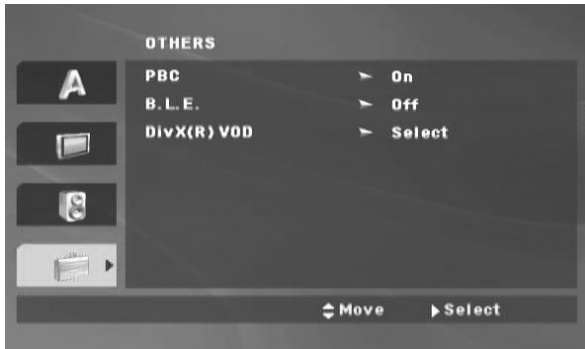 OTHERS
PBC On
B.L.E. Off
DivX(R) VOD Select
Move Select